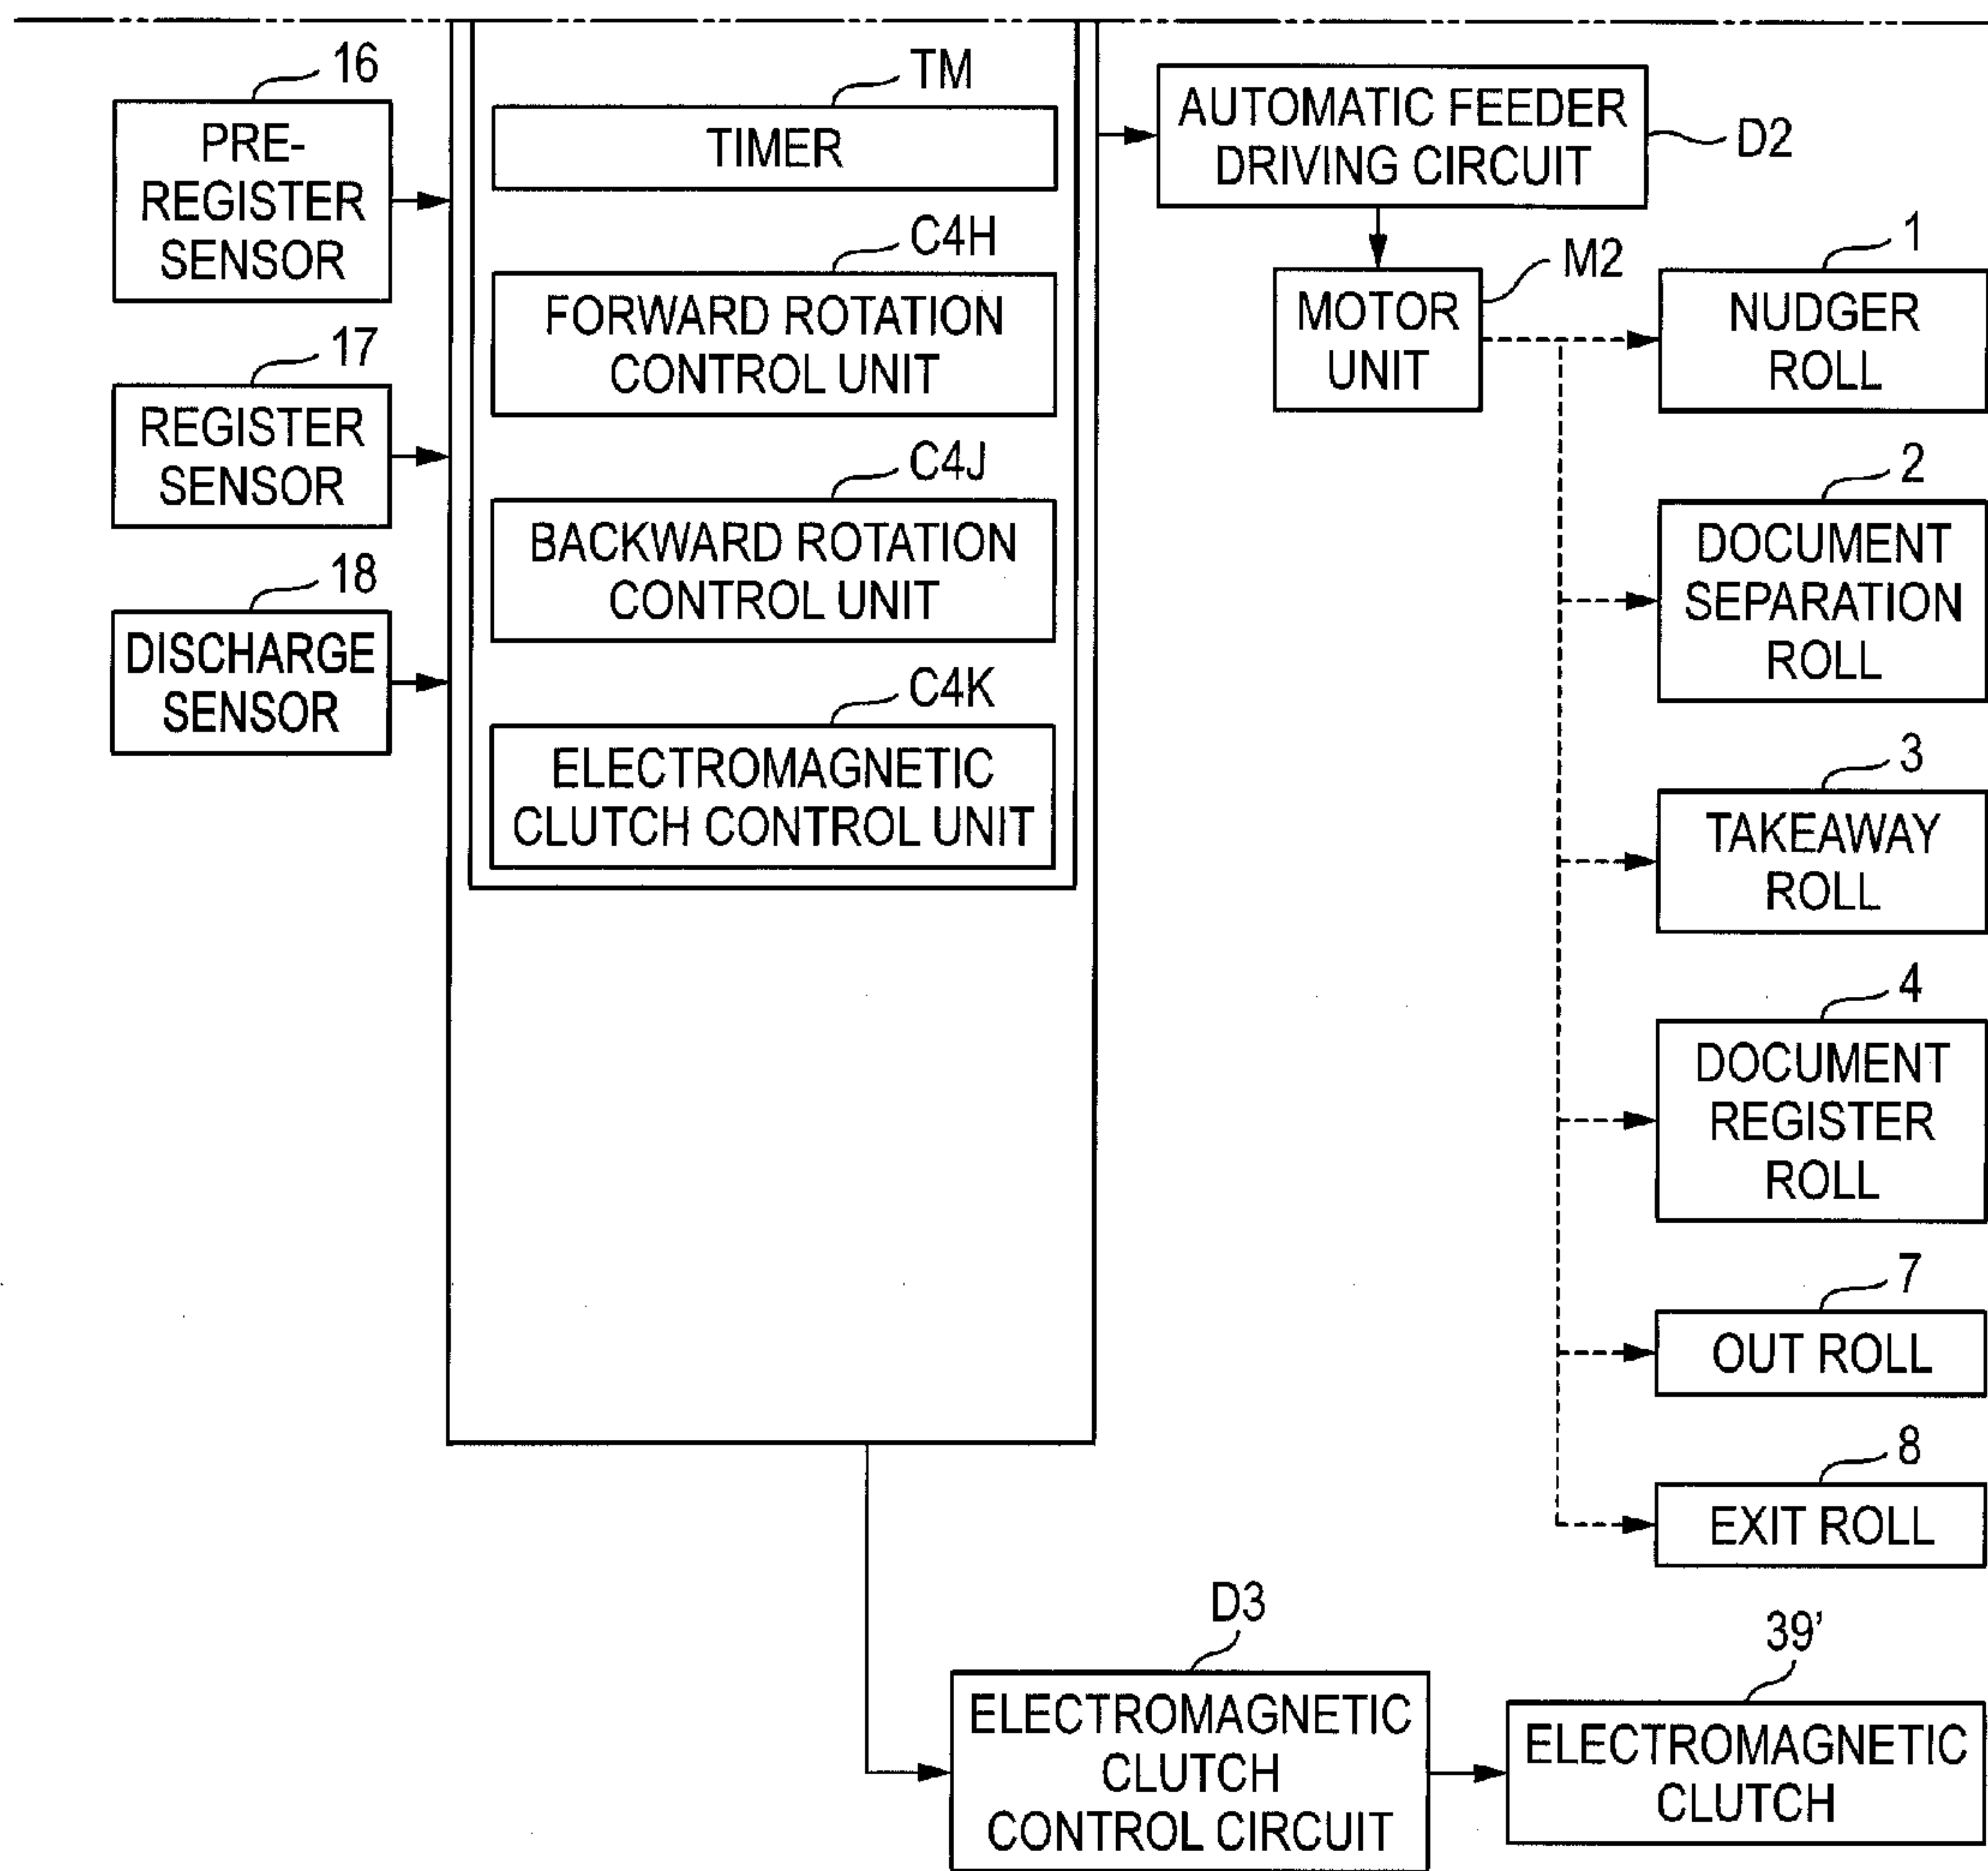 16
PRE-
REGISTER
SENSOR
17
REGISTER
SENSOR
18
DISCHARGE
SENSOR
TM
TIMER
C4H
FORWARD ROTATION
CONTROL UNIT
C4J
BACKWARD ROTATION
CONTROL UNIT
C4K
ELECTROMAGNETIC
CLUTCH CONTROL UNIT
AUTOMATIC FEEDER
DRIVING CIRCUIT
D2
MOTOR
UNIT
M2
1
NUDGER
ROLL
2
DOCUMENT
SEPARATION
ROLL
3
TAKEAWAY
ROLL
4
DOCUMENT
REGISTER
ROLL
7
OUT ROLL
8
EXIT ROLL
D3
ELECTROMAGNETIC
CLUTCH
CONTROL CIRCUIT
39'
ELECTROMAGNETIC
CLUTCH